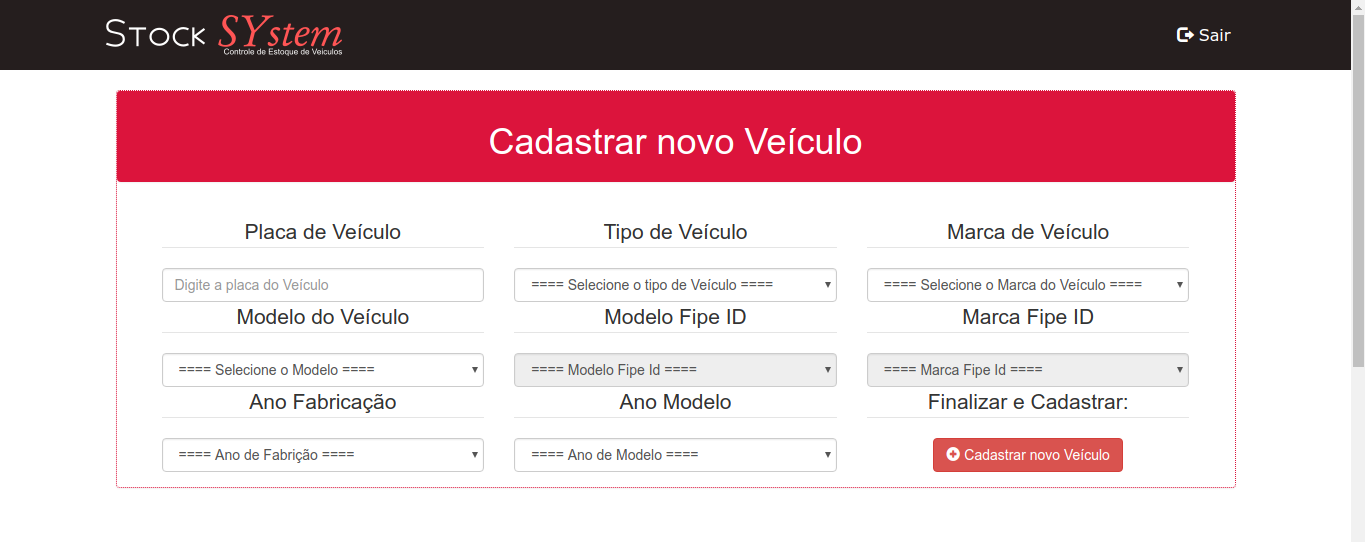 Stock SYstem
Controle de Estoque de Veiculos
Sair
Cadastrar novo Veículo
Placa de Veículo
Tipo de Veículo
Marca de Veículo
Digite a placa do Veículo
==== Selecione o tipo de Veículo ====
==== Selecione o Marca do Veículo ====
Modelo do Veículo
Modelo Fipe ID
Marca Fipe ID
==== Selecione o Modelo ====
==== Modelo Fipe Id ====
==== Marca Fipe Id ====
Ano Fabricação
Ano Modelo
Finalizar e Cadastrar:
==== Ano de Fabrição ====
==== Ano de Modelo ====
Cadastrar novo Veículo